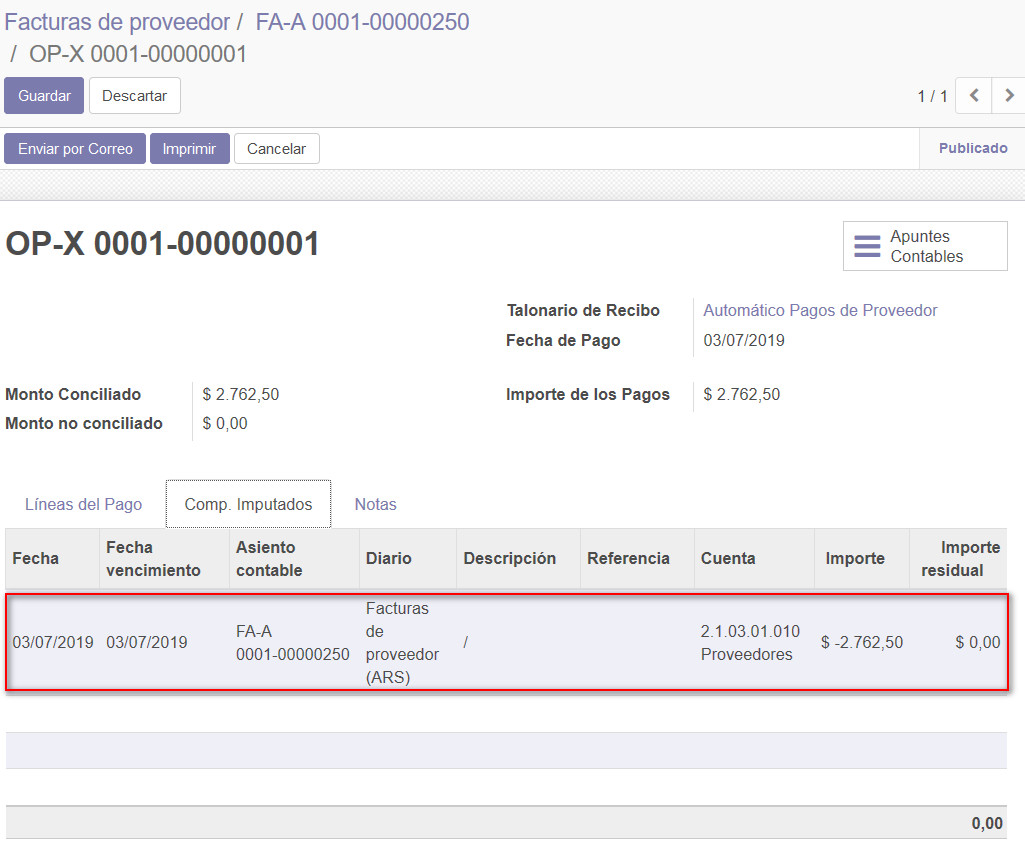 Facturas de proveedor / FA-A 0001-00000250
/ OP-X 0001-00000001
Guardar Descartar 1 / 1
Enviar por Correo Imprimir Cancelar Publicado
OP-X 0001-00000001
Apuntes
Contables
Talonario de Recibo Automático Pagos de Proveedor
Fecha de Pago 03/07/2019
Monto Conciliado $ 2.762,50 Importe de los Pagos $ 2.762,50
Monto no conciliado $ 0,00
Líneas del Pago Comp. Imputados Notas
Fecha Fecha vencimiento Asiento contable Diario Descripción Referencia Cuenta Importe Importe residual
03/07/2019 03/07/2019 FA-A 0001-00000250 Facturas de proveedor (ARS) / 2.1.03.01.010 Proveedores $ -2.762,50 $ 0,00
0,00